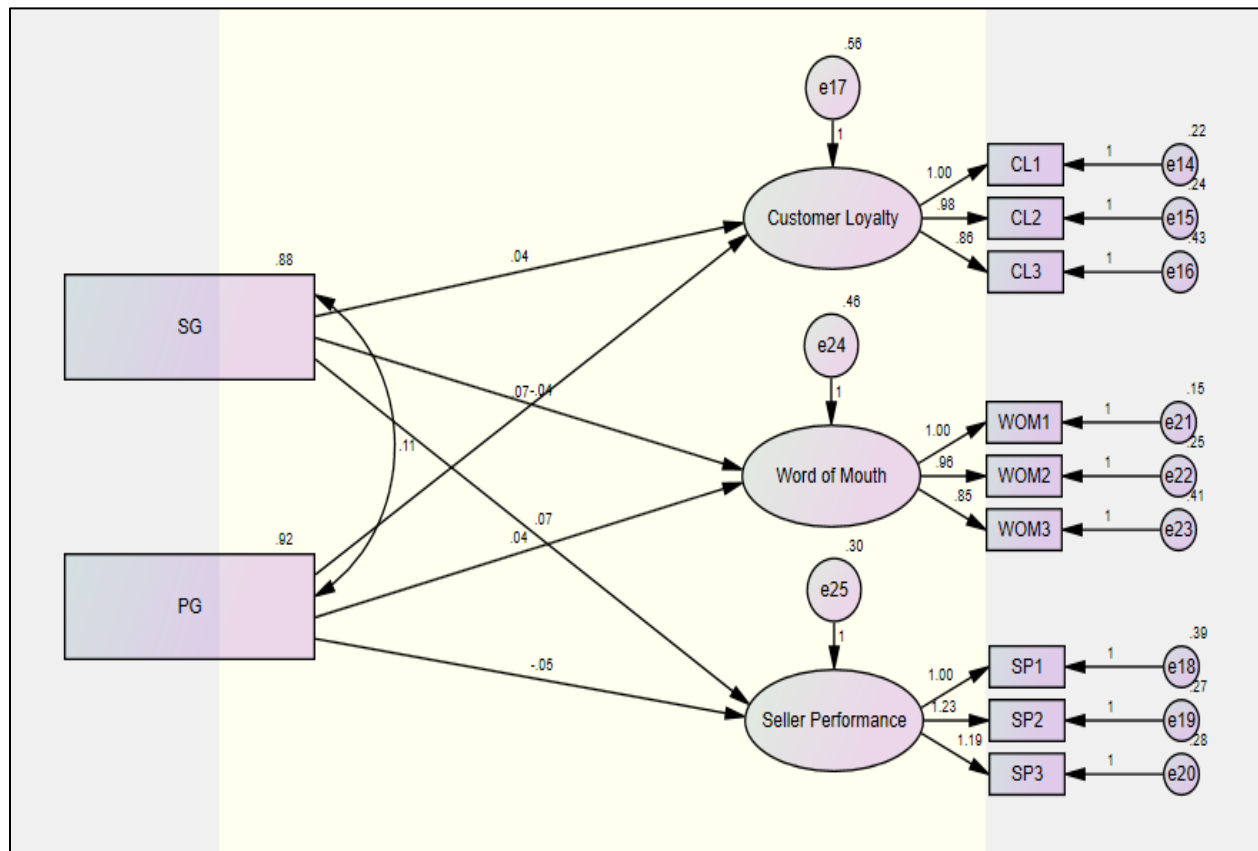 .56
e17
1
.22
CL1
1
e14
1.00
.24
Customer Loyalty
.98
CL2
1
e15
.86
.43
CL3
1
e16
.88
.04
SG
.46
e24
1
.07
-.04
.15
WOM1
1
e21
1.00
.25
.11
Word of Mouth
.96
WOM2
1
e22
.85
.41
WOM3
1
e23
.92
.07
.04
.30
e25
PG
1
.39
SP1
1
e18
-.05
1.00
.27
Seller Performance
1.23
SP2
1
e19
1.19
.28
SP3
1
e20